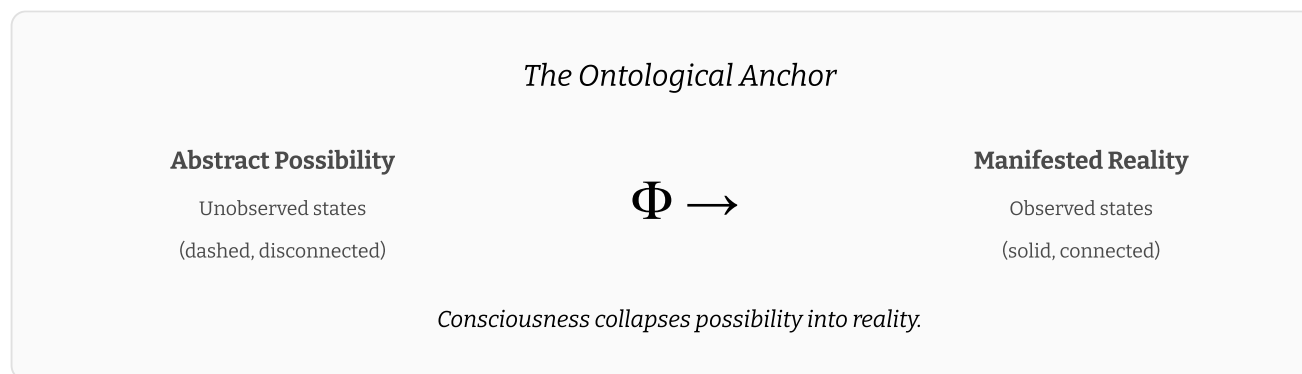 The Ontological Anchor
Abstract Possibility
Unobserved states
(dashed, disconnected)
Φ →
Manifested Reality
Observed states
(solid, connected)
Consciousness collapses possibility into reality.